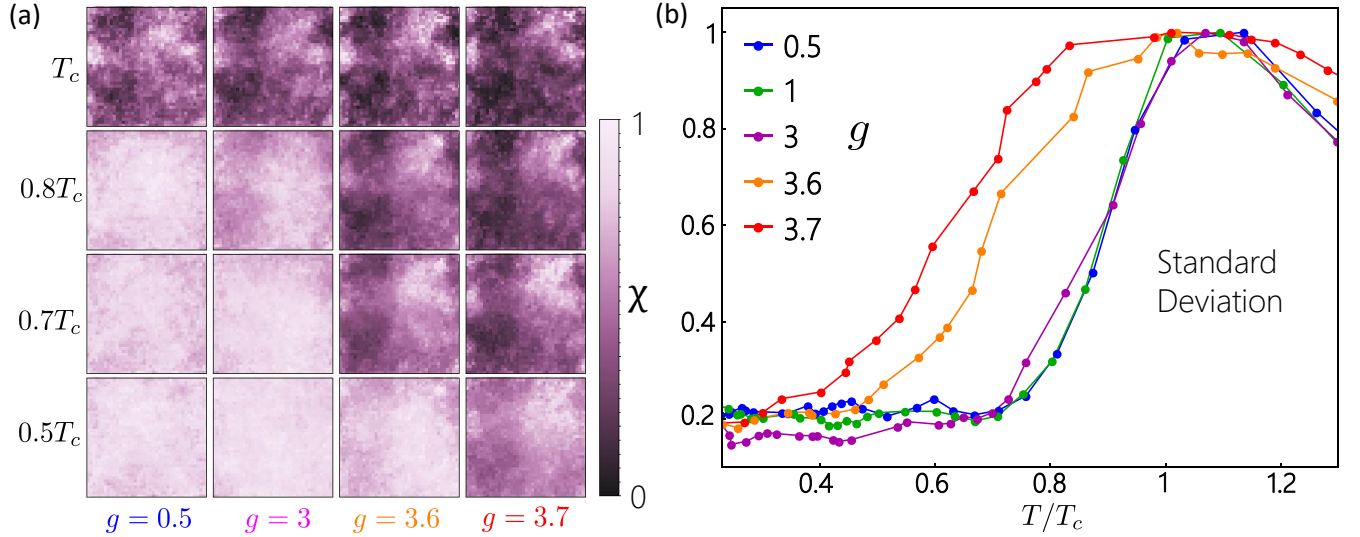 (a)
T_c
0.8T_c
0.7T_c
0.5T_c
g = 0.5
g = 3
g = 3.6
g = 3.7
1
χ
0
(b)
1
0.8
0.6
0.4
0.2
0.5
1
3
3.6
3.7
g
Standard
Deviation
0.4
0.6
0.8
1
1.2
T/T_c